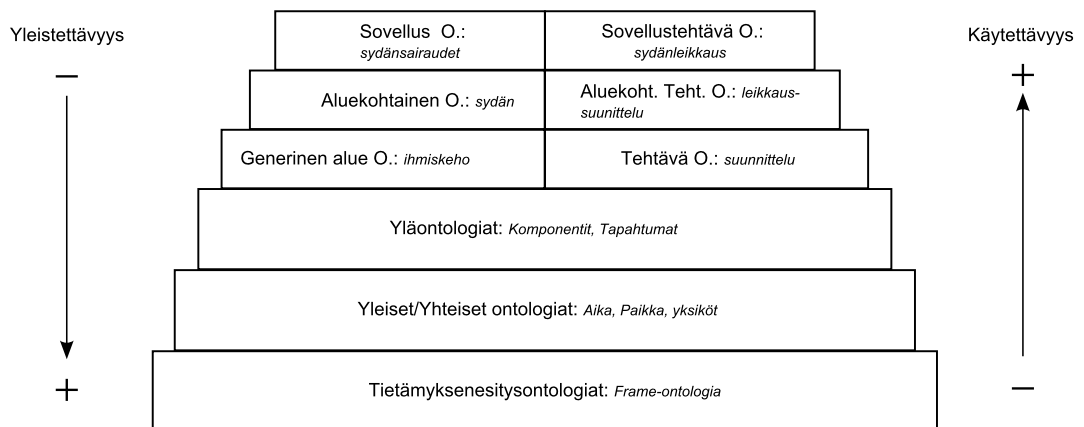 Yleistettävyys
Käytettävyys
−
+
+
−
Sovellus O.:
sydänsairaudet
Sovellustehtävä O.:
sydänleikkaus
Aluekohtainen O.: sydän
Aluekoht. Teht. O.: leikkaus-
suunittelu
Generinen alue O.: ihmiskeho
Tehtävä O.: suunnittelu
Yläontologiat: Komponentit, Tapahtumat
Yleiset/Yhteiset ontologiat: Aika, Paikka, yksiköt
Tietämyksenesitysontologiat: Frame-ontologia